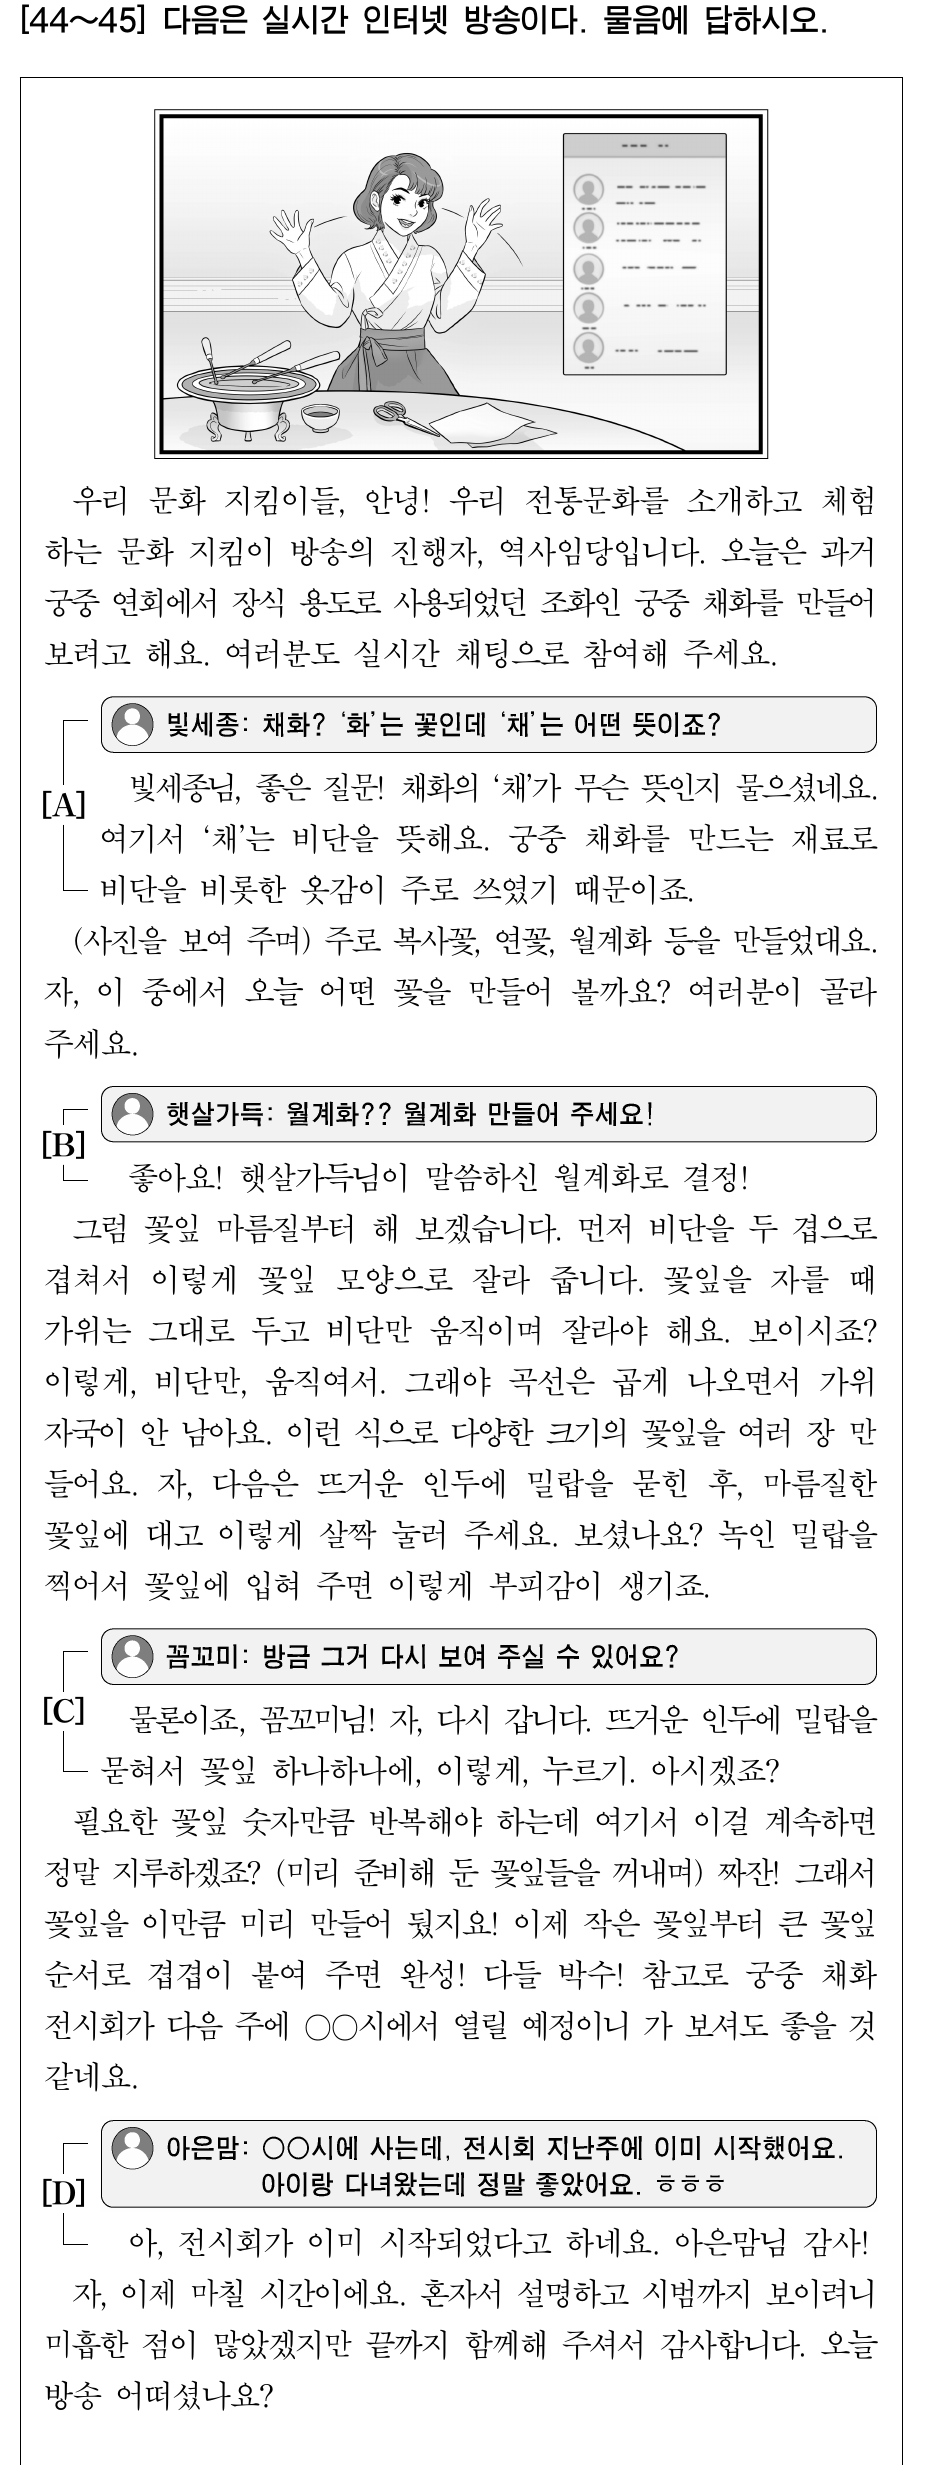 [44～45] 다음은 실시간 인터넷 방송이다. 물음에 답하시오.
우리 문화 지킴이들, 안녕! 우리 전통문화를 소개하고 체험
하는 문화 지킴이 방송의 진행자, 역사임당입니다. 오늘은 과거
궁중 연회에서 장식 용도로 사용되었던 조화인 궁중 채화를 만들어
보려고 해요. 여러분도 실시간 채팅으로 참여해 주세요.
빛세종: 채화? ‘화’는 꽃인데 ‘채’는 어떤 뜻이죠?
[A]
빛세종님, 좋은 질문! 채화의 ‘채’가 무슨 뜻인지 물으셨네요.
여기서 ‘채’는 비단을 뜻해요. 궁중 채화를 만드는 재료로
비단을 비롯한 옷감이 주로 쓰였기 때문이죠.
(사진을 보여 주며) 주로 복사꽃, 연꽃, 월계화 등을 만들었대요.
자, 이 중에서 오늘 어떤 꽃을 만들어 볼까요? 여러분이 골라
주세요.
햇살가득: 월계화?? 월계화 만들어 주세요!
[B]
좋아요! 햇살가득님이 말씀하신 월계화로 결정!
그럼 꽃잎 마름질부터 해 보겠습니다. 먼저 비단을 두 겹으로
겹쳐서 이렇게 꽃잎 모양으로 잘라 줍니다. 꽃잎을 자를 때
가위는 그대로 두고 비단만 움직이며 잘라야 해요. 보이시죠?
이렇게, 비단만, 움직여서. 그래야 곡선은 곱게 나오면서 가위
자국이 안 남아요. 이런 식으로 다양한 크기의 꽃잎을 여러 장 만
들어요. 자, 다음은 뜨거운 인두에 밀랍을 묻힌 후, 마름질한
꽃잎에 대고 이렇게 살짝 눌러 주세요. 보셨나요? 녹인 밀랍을
찍어서 꽃잎에 입혀 주면 이렇게 부피감이 생기죠.
꼼꼬미: 방금 그거 다시 보여 주실 수 있어요?
[C]
물론이죠, 꼼꼬미님! 자, 다시 갑니다. 뜨거운 인두에 밀랍을
묻혀서 꽃잎 하나하나에, 이렇게, 누르기. 아시겠죠?
필요한 꽃잎 숫자만큼 반복해야 하는데 여기서 이걸 계속하면
정말 지루하겠죠? (미리 준비해 둔 꽃잎들을 꺼내며) 짜잔! 그래서
꽃잎을 이만큼 미리 만들어 뒀지요! 이제 작은 꽃잎부터 큰 꽃잎
순서로 겹겹이 붙여 주면 완성! 다들 박수! 참고로 궁중 채화
전시회가 다음 주에 ○○시에서 열릴 예정이니 가 보셔도 좋을 것
같네요.
아은맘: ○○시에 사는데, 전시회 지난주에 이미 시작했어요.
아이랑 다녀왔는데 정말 좋았어요. ㅎㅎㅎ
[D]
아, 전시회가 이미 시작되었다고 하네요. 아은맘님 감사!
자, 이제 마칠 시간이에요. 혼자서 설명하고 시범까지 보이려니
미흡한 점이 많았겠지만 끝까지 함께해 주셔서 감사합니다. 오늘
방송 어떠셨나요?